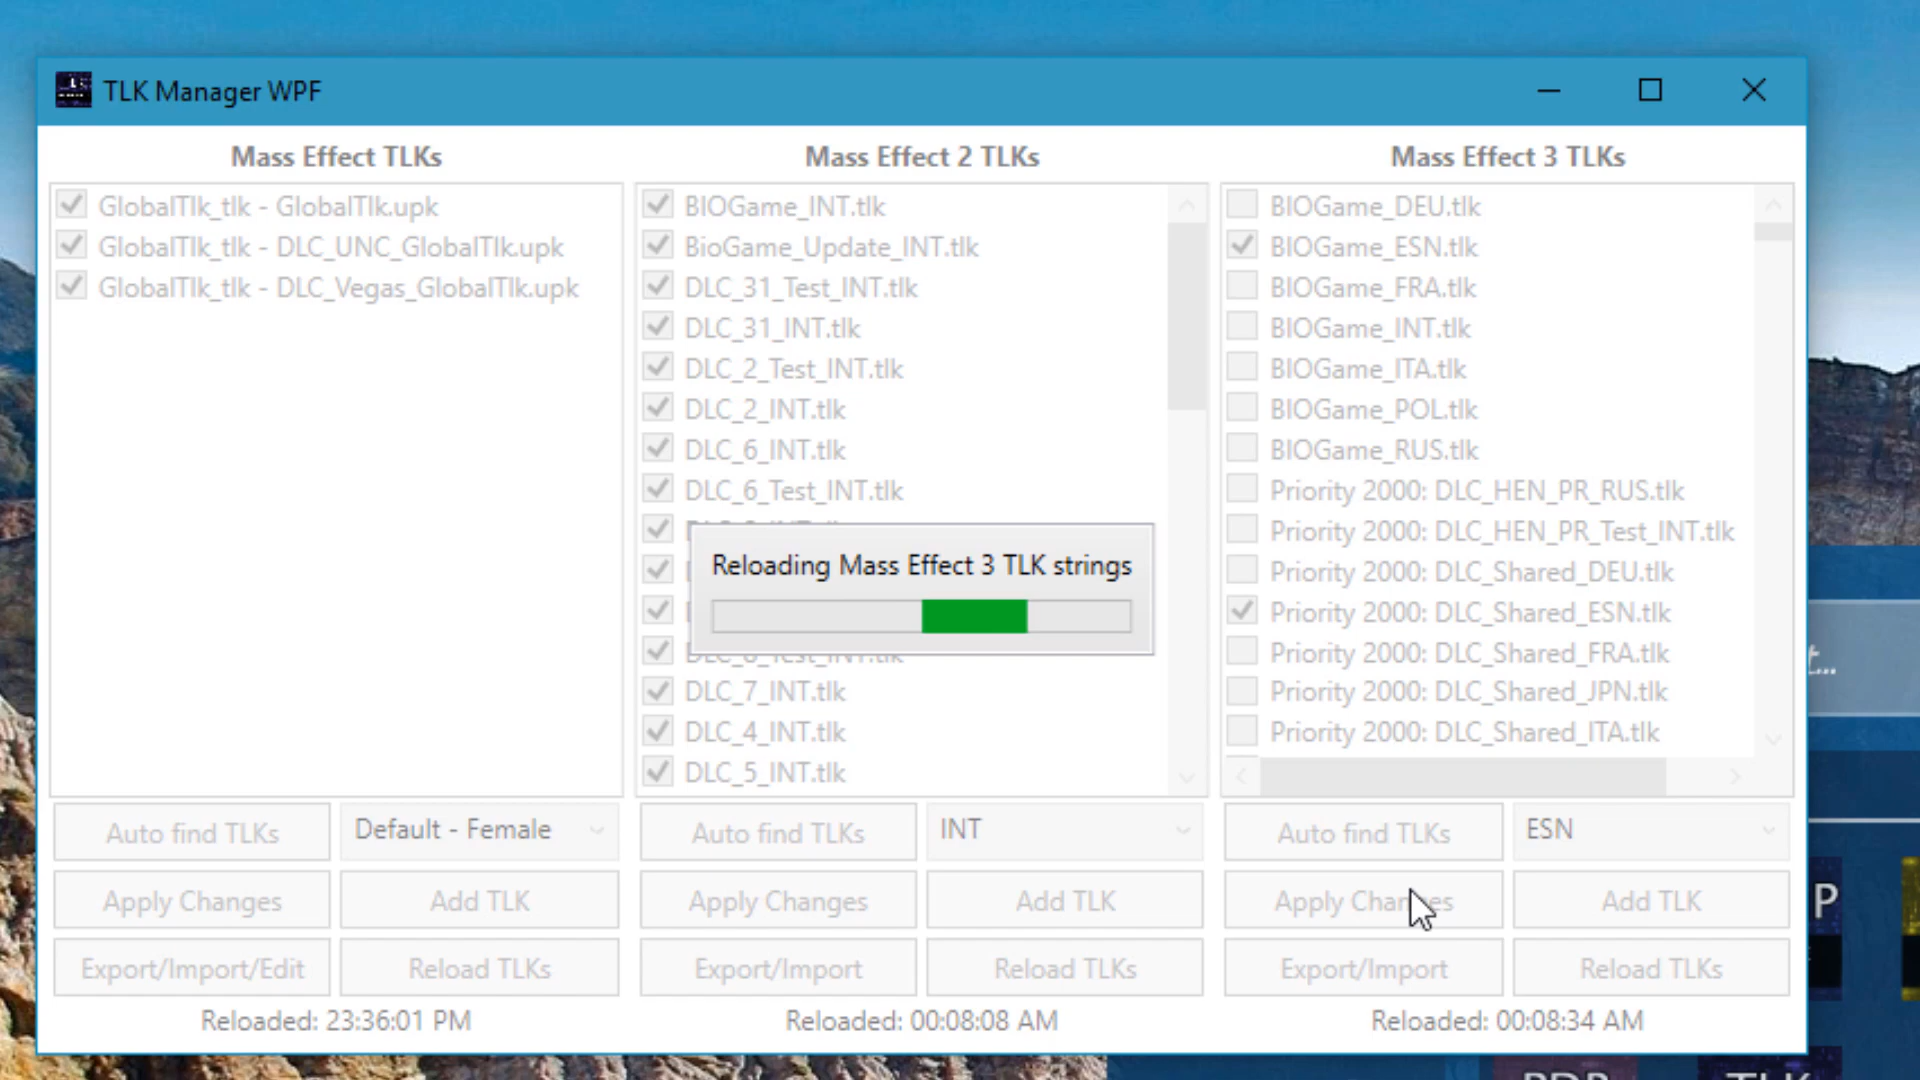 TLK Manager WPF
Mass Effect TLKs
GlobalTlk_tlk - GlobalTlk.upk
GlobalTlk_tlk - DLC_UNC_GlobalTlk.upk
GlobalTlk_tlk - DLC_Vegas_GlobalTlk.upk
Auto find TLKs
Default - Female
Apply Changes
Add TLK
Export/Import/Edit
Reload TLKs
Reloaded: 23:36:01 PM
Mass Effect 2 TLKs
BIOGame_INT.tlk
BioGame_Update_INT.tlk
DLC_31_Test_INT.tlk
DLC_31_INT.tlk
DLC_2_Test_INT.tlk
DLC_2_INT.tlk
DLC_6_INT.tlk
DLC_6_Test_INT.tlk
Reloading Mass Effect 3 TLK strings
DLC_7_INT.tlk
DLC_4_INT.tlk
DLC_5_INT.tlk
Auto find TLKs
INT
Apply Changes
Add TLK
Export/Import
Reload TLKs
Reloaded: 00:08:08 AM
Mass Effect 3 TLKs
BIOGame_DEU.tlk
BIOGame_ESN.tlk
BIOGame_FRA.tlk
BIOGame_INT.tlk
BIOGame_ITA.tlk
BIOGame_POL.tlk
BIOGame_RUS.tlk
Priority 2000: DLC_HEN_PR_RUS.tlk
Priority 2000: DLC_HEN_PR_Test_INT.tlk
Priority 2000: DLC_Shared_DEU.tlk
Priority 2000: DLC_Shared_ESN.tlk
Priority 2000: DLC_Shared_FRA.tlk
Priority 2000: DLC_Shared_JPN.tlk
Priority 2000: DLC_Shared_ITA.tlk
Auto find TLKs
ESN
Apply Changes
Add TLK
Export/Import
Reload TLKs
Reloaded: 00:08:34 AM
t...
P
TLK